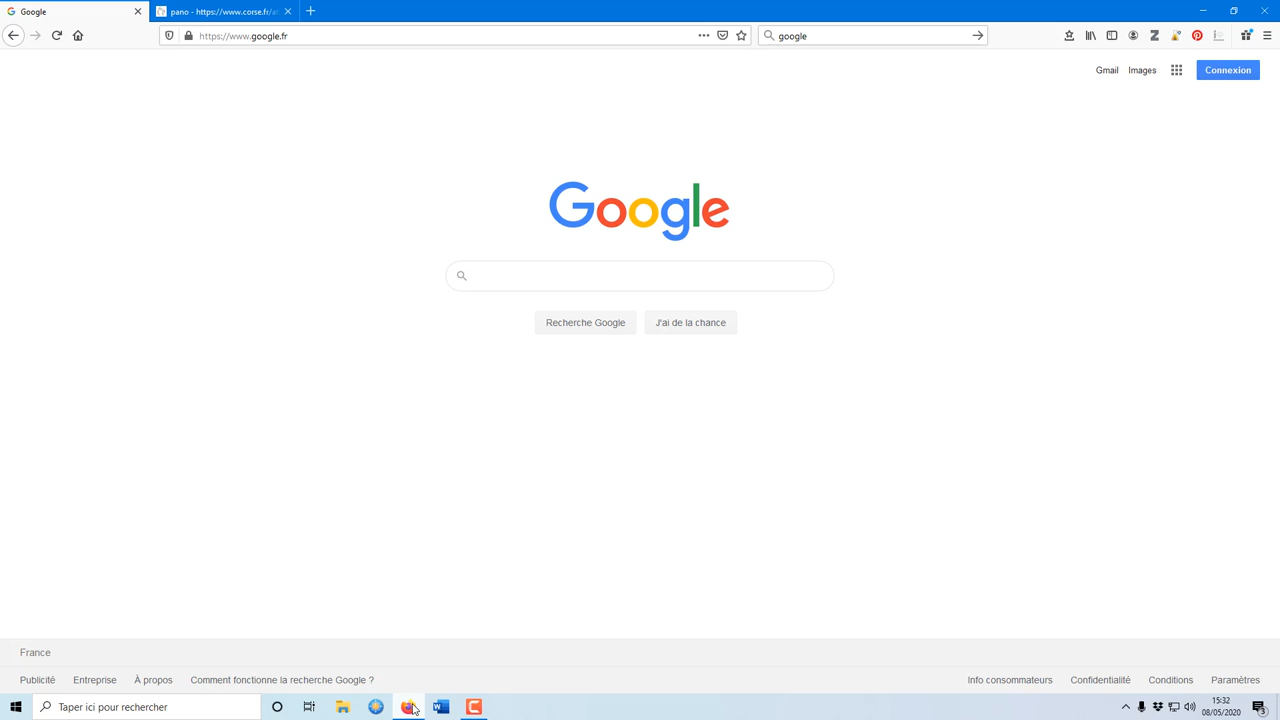 Google
pano - https://www.corse.fr/
https://www.google.fr
google
Gmail Images Connexion
Google
Recherche Google J'ai de la chance
France
Publicité Entreprise À propos Comment fonctionne la recherche Google ? Info consommateurs Confidentialité Conditions Paramètres
Taper ici pour rechercher
15:32
08/05/2020
3